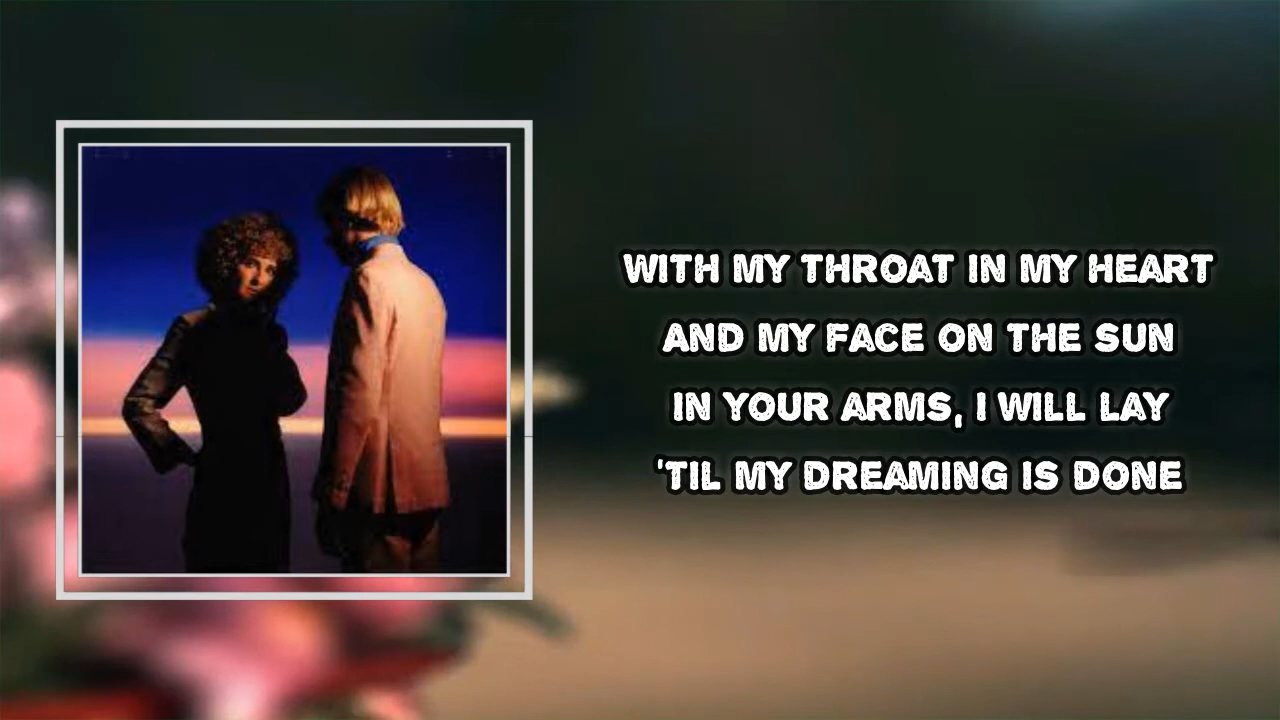 WITH MY THROAT IN MY HEART
AND MY FACE ON THE SUN
IN YOUR ARMS, I WILL LAY
'TIL MY DREAMING IS DONE